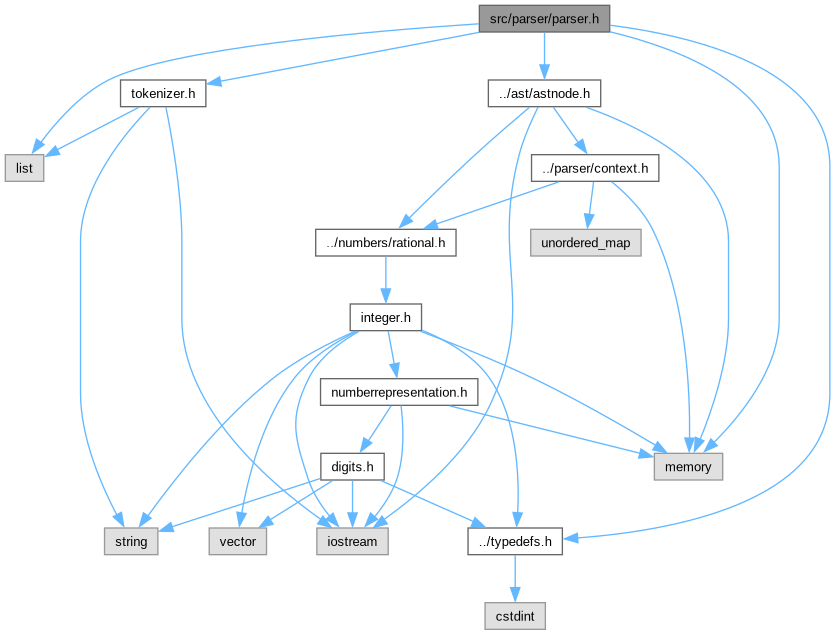 src/parser/parser.h
tokenizer.h
../ast/astnode.h
list
../parser/context.h
../numbers/rational.h
unordered_map
integer.h
numberrepresentation.h
digits.h
memory
string
vector
iostream
../typedefs.h
cstdint